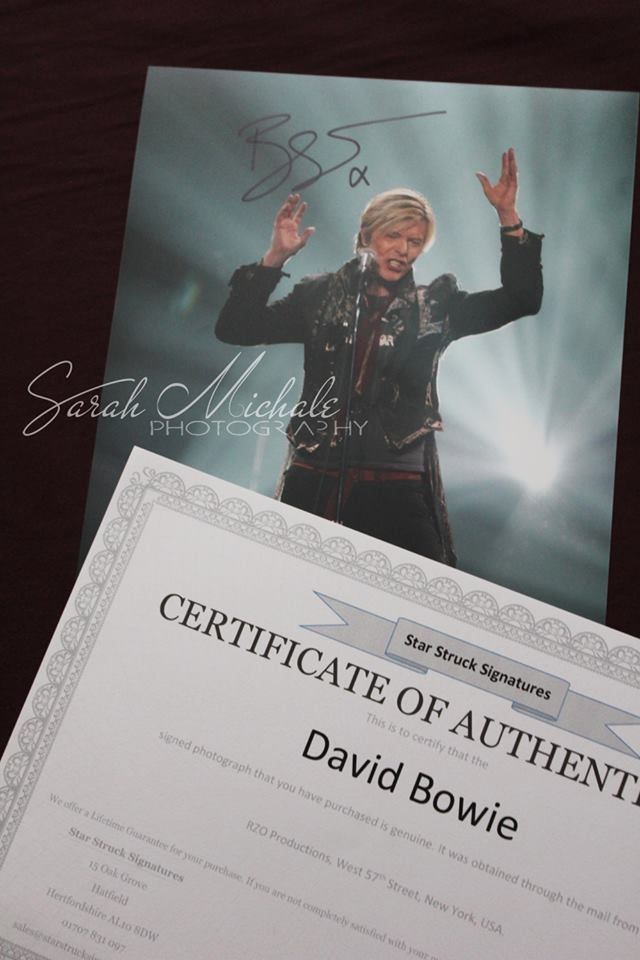 Sarah Michale
PHOTOGRAPHY
Star Struck Signatures
CERTIFICATE OF AUTHENTI
This is to certify that the
David Bowie
signed photograph that you have purchased is genuine. It was obtained through the mail from
RZO Productions, West 57th Street, New York, USA.
We offer a Lifetime Guarantee for your purchase. If you are not completely satisfied with your
Star Struck Signatures
15 Oak Grove
Hatfield
Hertfordshire AL10 8DW
01707 831 097